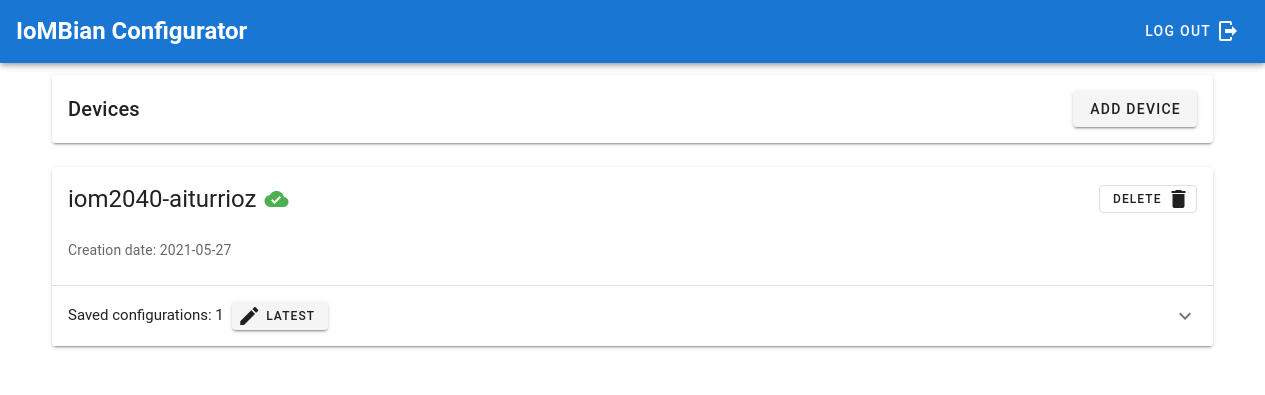 IoMBian Configurator
LOG OUT
Devices
ADD DEVICE
iom2040-aiturrioz
DELETE
Creation date: 2021-05-27
Saved configurations: 1
LATEST